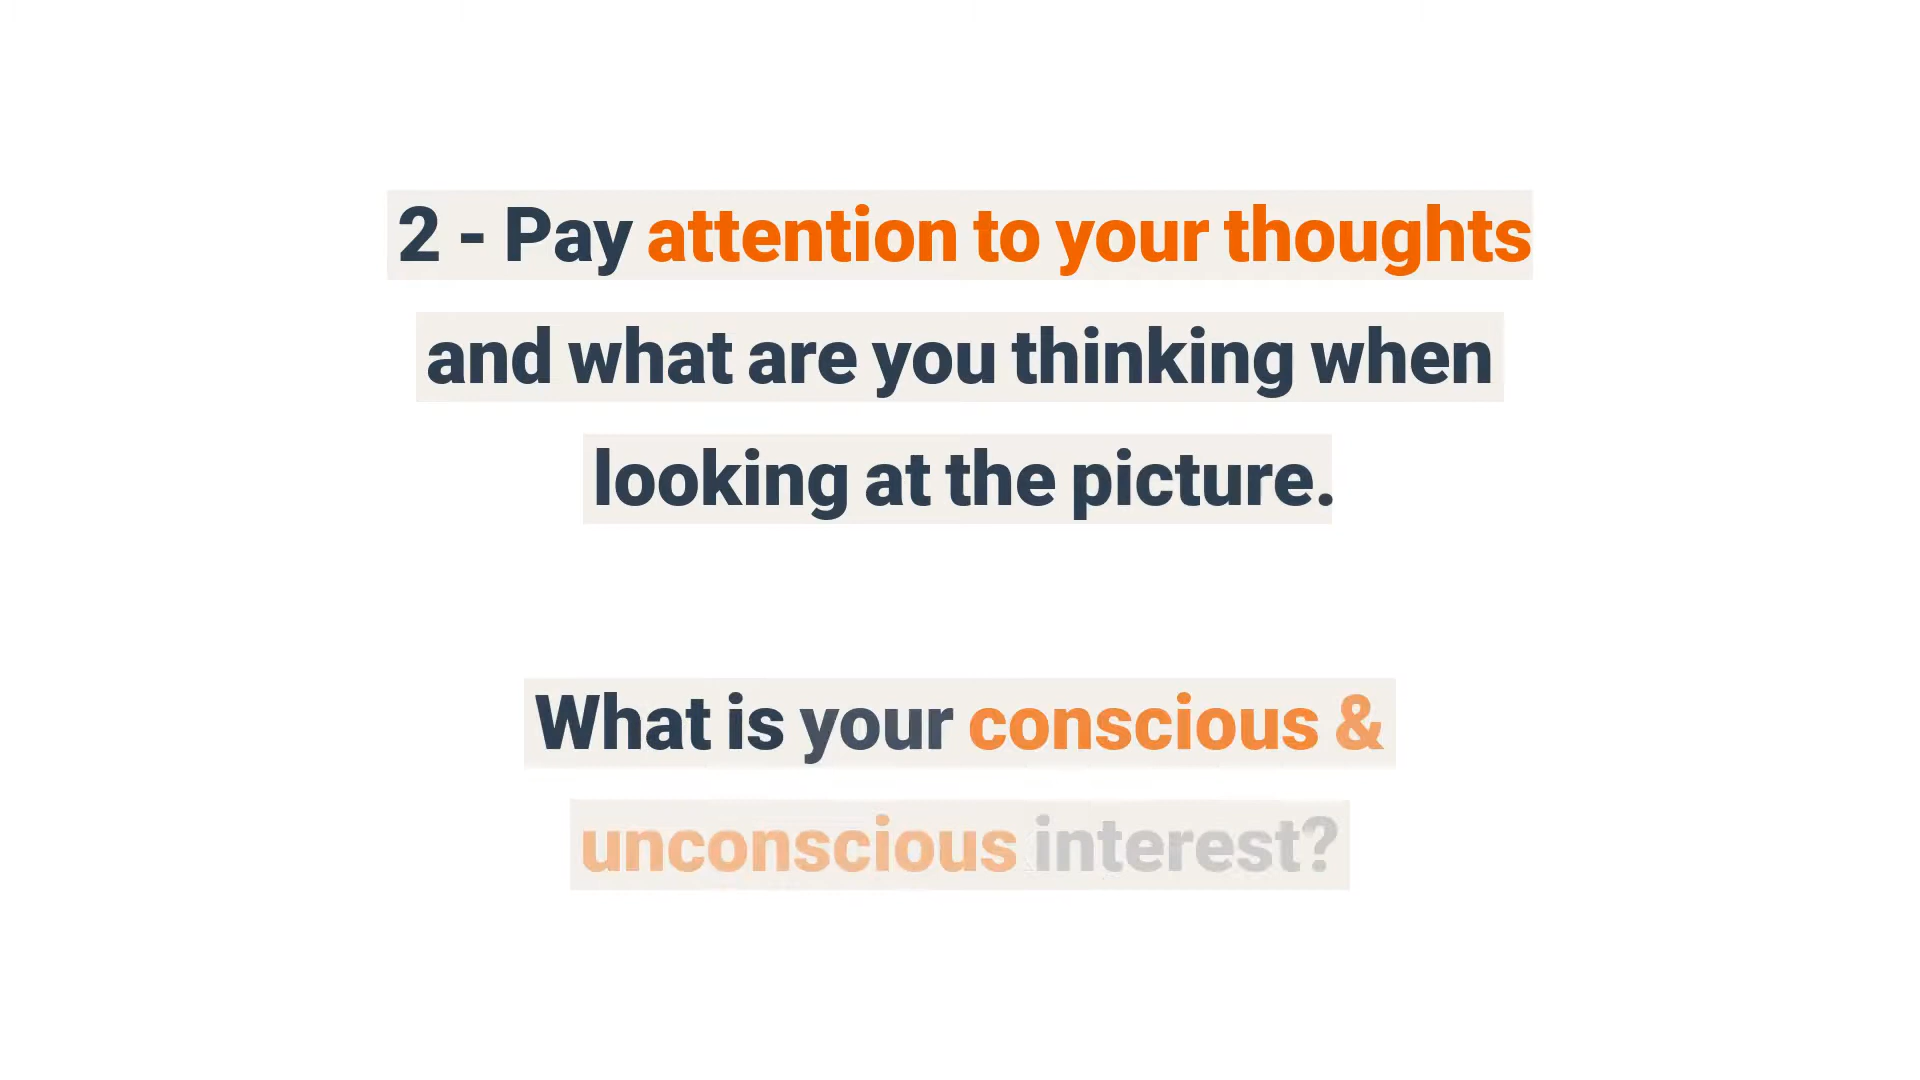 2 - Pay attention to your thoughts
and what are you thinking when
looking at the picture.
What is your conscious &
unconscious interest?